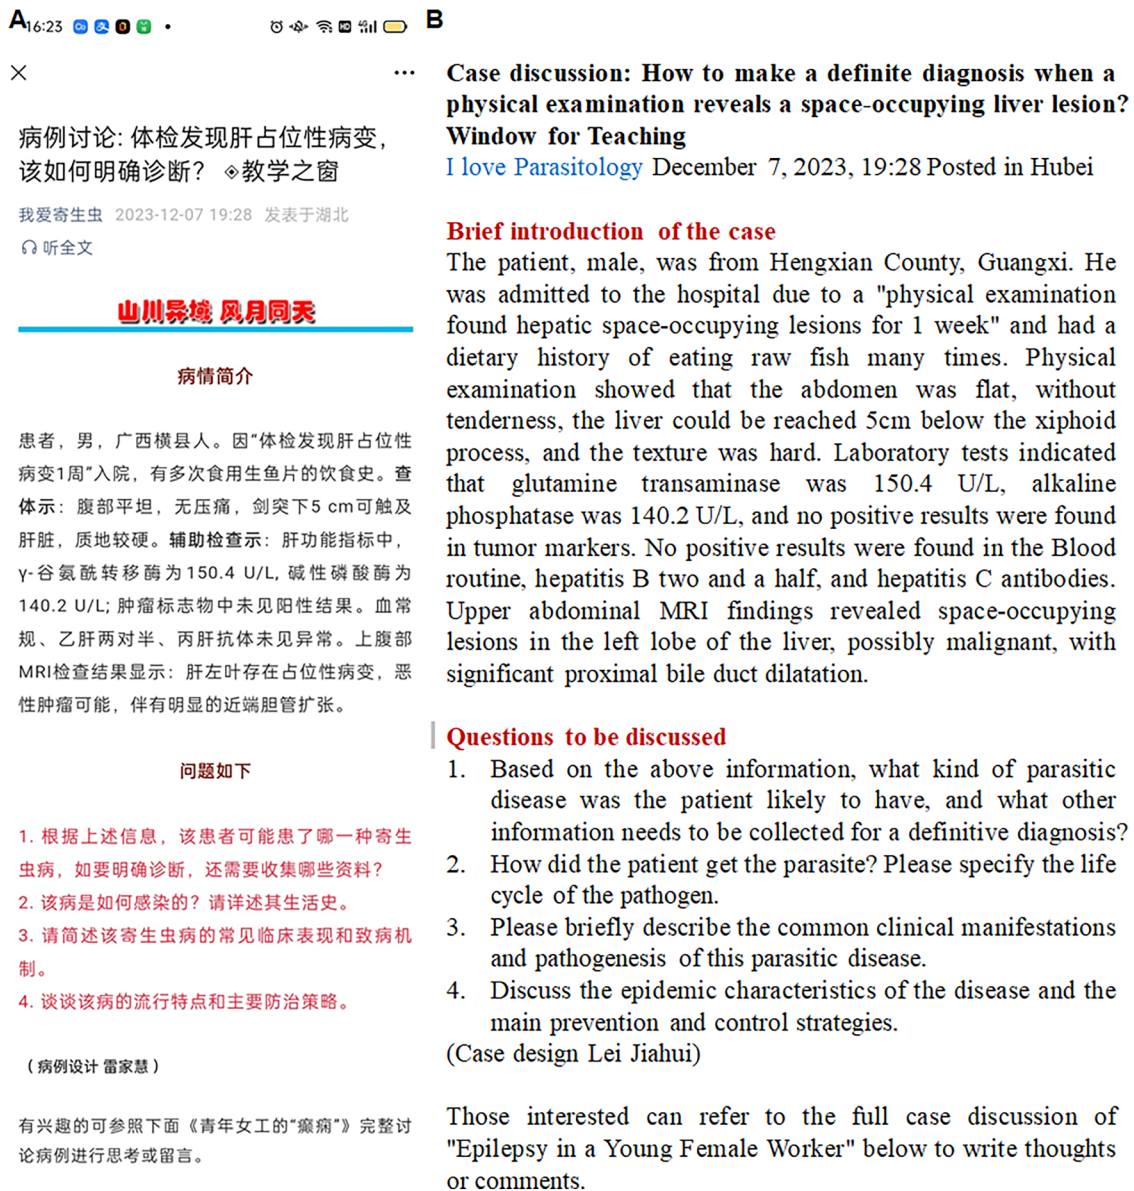 A
16:23
病例讨论: 体检发现肝占位性病变,
该如何明确诊断? ◈教学之窗
我爱寄生虫 2023-12-07 19:28 发表于湖北
听全文
山川异域 风月同天
病情简介
患者，男，广西横县人。因“体检发现肝占位性
病变1周”入院，有多次食用生鱼片的饮食史。查
体示：腹部平坦，无压痛，剑突下5 cm可触及
肝脏，质地较硬。辅助检查示：肝功能指标中，
γ-谷氨酰转移酶为150.4 U/L, 碱性磷酸酶为
140.2 U/L; 肿瘤标志物中未见阳性结果。血常
规、乙肝两对半、丙肝抗体未见异常。上腹部
MRI检查结果显示：肝左叶存在占位性病变，恶
性肿瘤可能，伴有明显的近端胆管扩张。
问题如下
1. 根据上述信息，该患者可能患了哪一种寄生
虫病，如要明确诊断，还需要收集哪些资料?
2. 该病是如何感染的? 请详述其生活史。
3. 请简述该寄生虫病的常见临床表现和致病机
制。
4. 谈谈该病的流行特点和主要防治策略。
（病例设计 雷家慧）
有兴趣的可参照下面《青年女工的“癫痫”》完整讨
论病例进行思考或留言。
B
Case discussion: How to make a definite diagnosis when a
physical examination reveals a space-occupying liver lesion?
Window for Teaching
I love Parasitology December 7, 2023, 19:28 Posted in Hubei
Brief introduction of the case
The patient, male, was from Hengxian County, Guangxi. He
was admitted to the hospital due to a "physical examination
found hepatic space-occupying lesions for 1 week" and had a
dietary history of eating raw fish many times. Physical
examination showed that the abdomen was flat, without
tenderness, the liver could be reached 5cm below the xiphoid
process, and the texture was hard. Laboratory tests indicated
that glutamine transaminase was 150.4 U/L, alkaline
phosphatase was 140.2 U/L, and no positive results were found
in tumor markers. No positive results were found in the Blood
routine, hepatitis B two and a half, and hepatitis C antibodies.
Upper abdominal MRI findings revealed space-occupying
lesions in the left lobe of the liver, possibly malignant, with
significant proximal bile duct dilatation.
Questions to be discussed
1. Based on the above information, what kind of parasitic
disease was the patient likely to have, and what other
information needs to be collected for a definitive diagnosis?
2. How did the patient get the parasite? Please specify the life
cycle of the pathogen.
3. Please briefly describe the common clinical manifestations
and pathogenesis of this parasitic disease.
4. Discuss the epidemic characteristics of the disease and the
main prevention and control strategies.
(Case design Lei Jiahui)
Those interested can refer to the full case discussion of
"Epilepsy in a Young Female Worker" below to write thoughts
or comments.